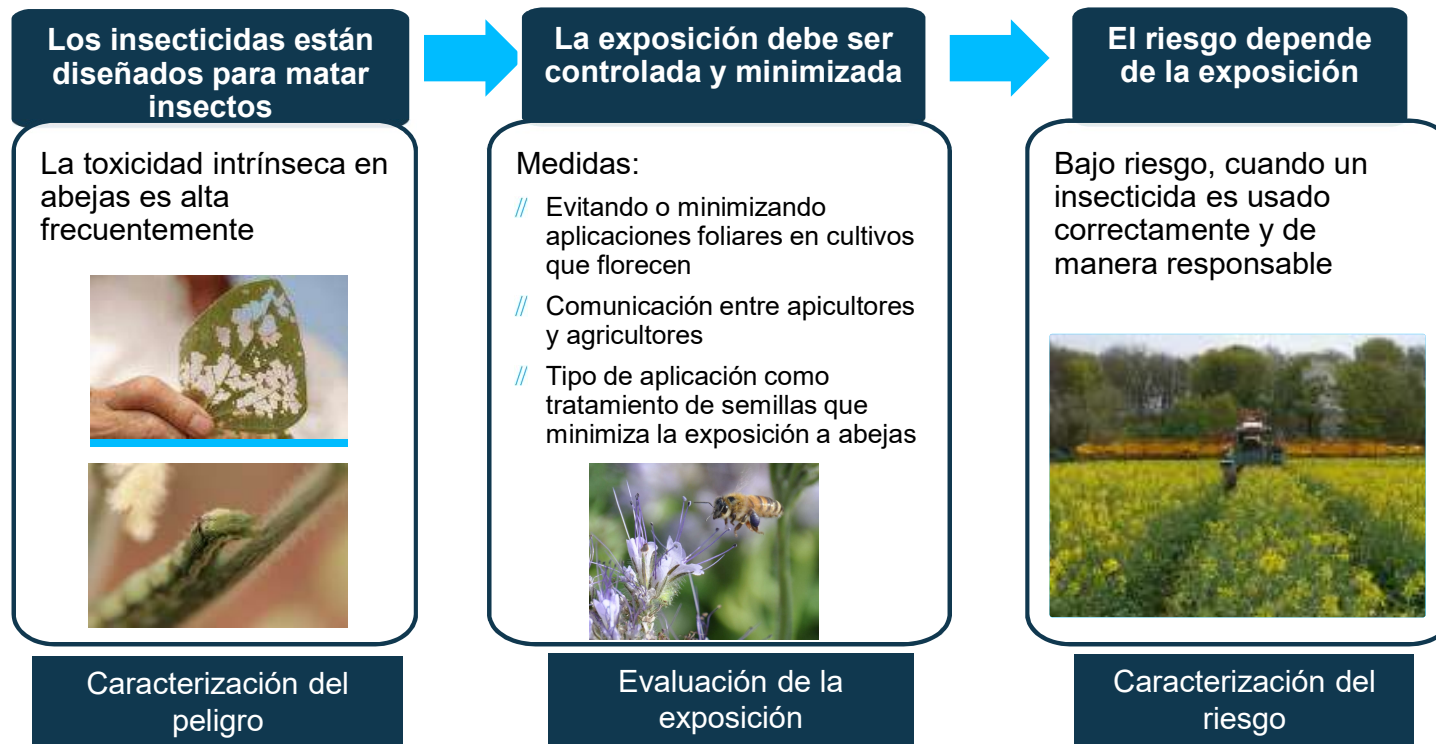 Los insecticidas están
diseñados para matar
insectos
La toxicidad intrínseca en
abejas es alta
frecuentemente
Caracterización del
peligro
La exposición debe ser
controlada y minimizada
Medidas:
// Evitando o minimizando
aplicaciones foliares en cultivos
que florecen
// Comunicación entre apicultores
y agricultores
// Tipo de aplicación como
tratamiento de semillas que
minimiza la exposición a abejas
Evaluación de la
exposición
El riesgo depende
de la exposición
Bajo riesgo, cuando un
insecticida es usado
correctamente y de
manera responsable
Caracterización del
riesgo